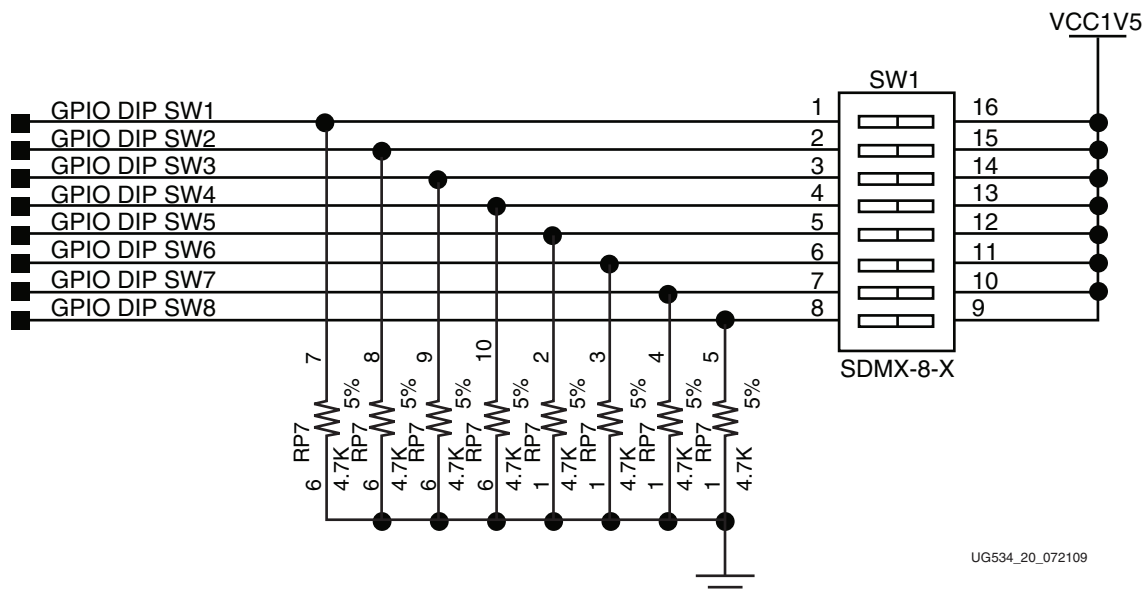 VCC1V5
SW1
GPIO DIP SW1 1 16
GPIO DIP SW2 2 15
GPIO DIP SW3 3 14
GPIO DIP SW4 4 13
GPIO DIP SW5 5 12
GPIO DIP SW6 6 11
GPIO DIP SW7 7 10
GPIO DIP SW8 8 9
SDMX-8-X
7 8 9 10 2 3 4 5
5% 5% 5% 5% 5% 5% 5% 5%
RP7 RP7 RP7 RP7 RP7 RP7 RP7 RP7
4.7K 4.7K 4.7K 4.7K 4.7K 4.7K 4.7K 4.7K
6 6 6 6 1 1 1 1
UG534_20_072109